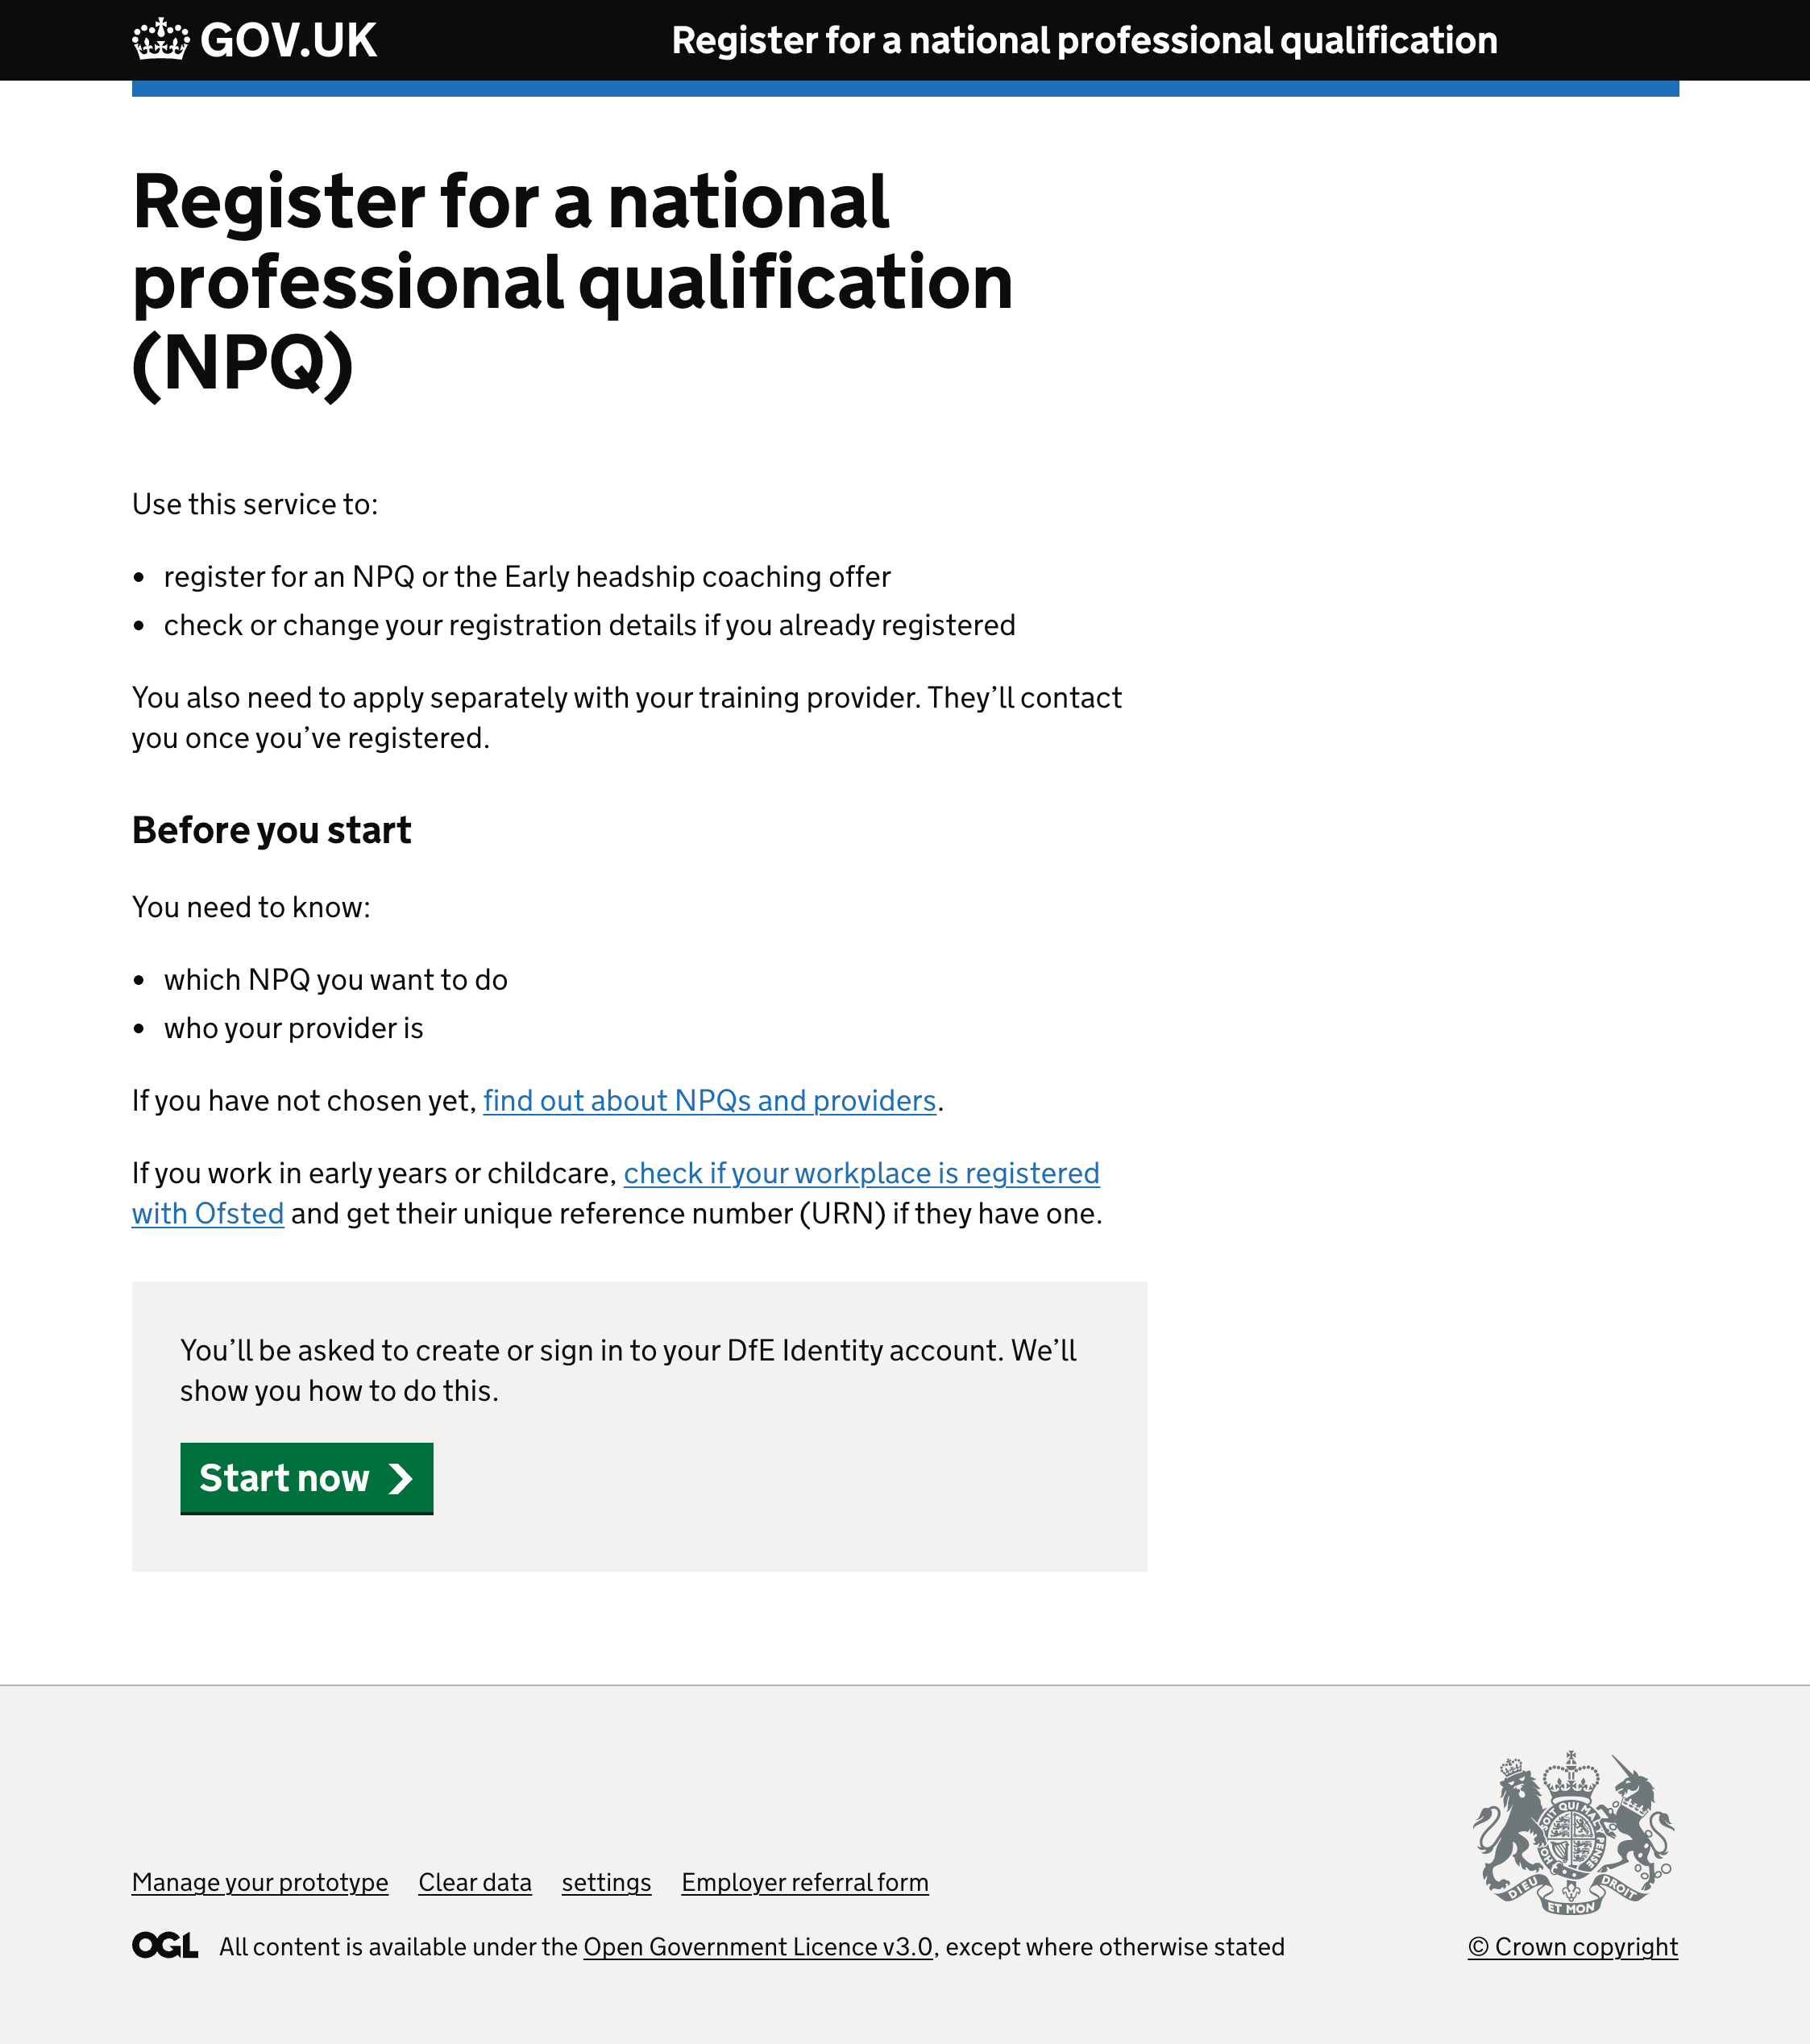 GOV.UK
Register for a national professional qualification
Register for a national
professional qualification
(NPQ)
Use this service to:
• register for an NPQ or the Early headship coaching offer
• check or change your registration details if you already registered
You also need to apply separately with your training provider. They’ll contact
you once you’ve registered.
Before you start
You need to know:
• which NPQ you want to do
• who your provider is
If you have not chosen yet, find out about NPQs and providers.
If you work in early years or childcare, check if your workplace is registered
with Ofsted and get their unique reference number (URN) if they have one.
You’ll be asked to create or sign in to your DfE Identity account. We’ll
show you how to do this.
Start now
DIEU ET MON DROIT
Manage your prototype Clear data settings Employer referral form
OGL All content is available under the Open Government Licence v3.0, except where otherwise stated
© Crown copyright